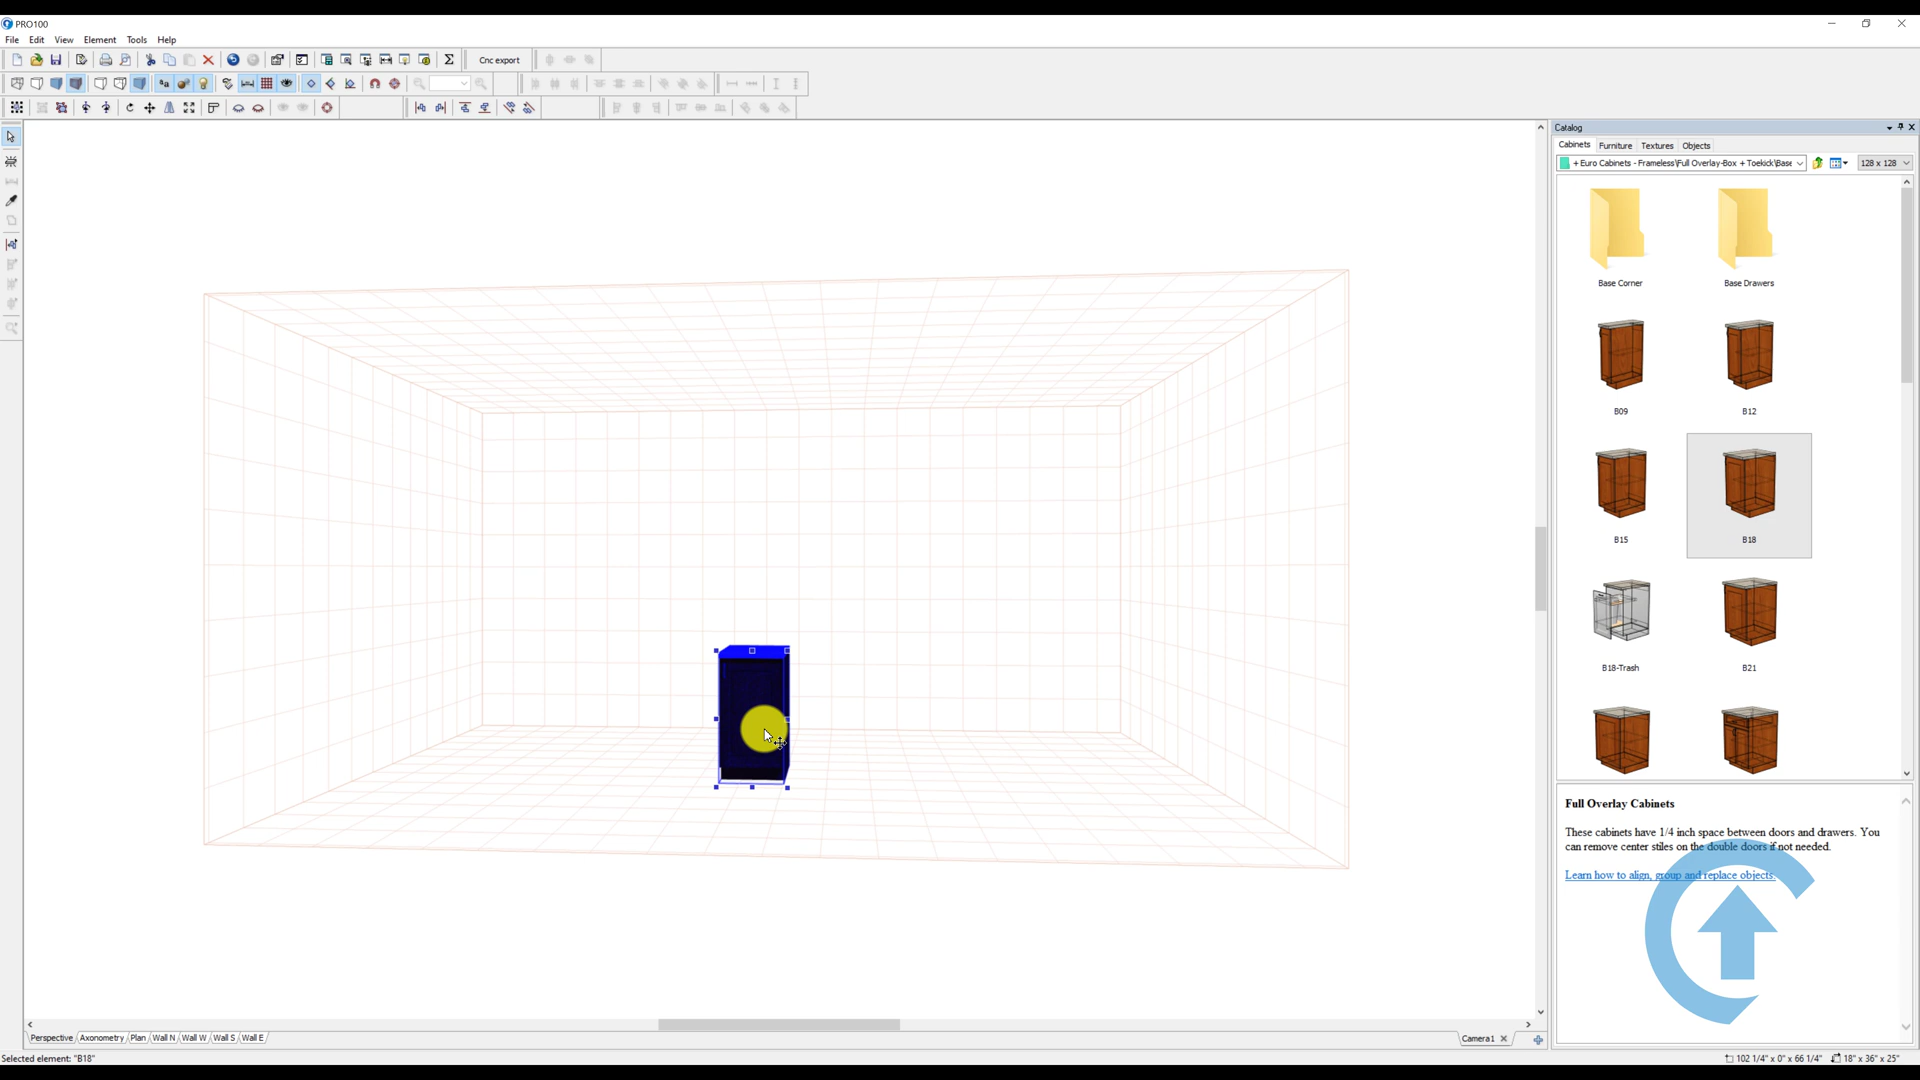 PRO100
File Edit View Element Tools Help
Cnc export
Catalog
Cabinets Furniture Textures Objects
+ Euro Cabinets - Frameless\Full Overlay-Box + Toekick\Base 128 x 128
Base Corner Base Drawers
B09 B12
B15 B18
B18-Trash B21
Full Overlay Cabinets
These cabinets have 1/4 inch space between doors and drawers. You
can remove center stiles on the double doors if not needed.
Learn how to align, group and replace objects.
Perspective Axonometry Plan Wall N Wall W Wall S Wall E Camera1
Selected element: "B18" 102 1/4" x 0" x 66 1/4" 18" x 36" x 25"